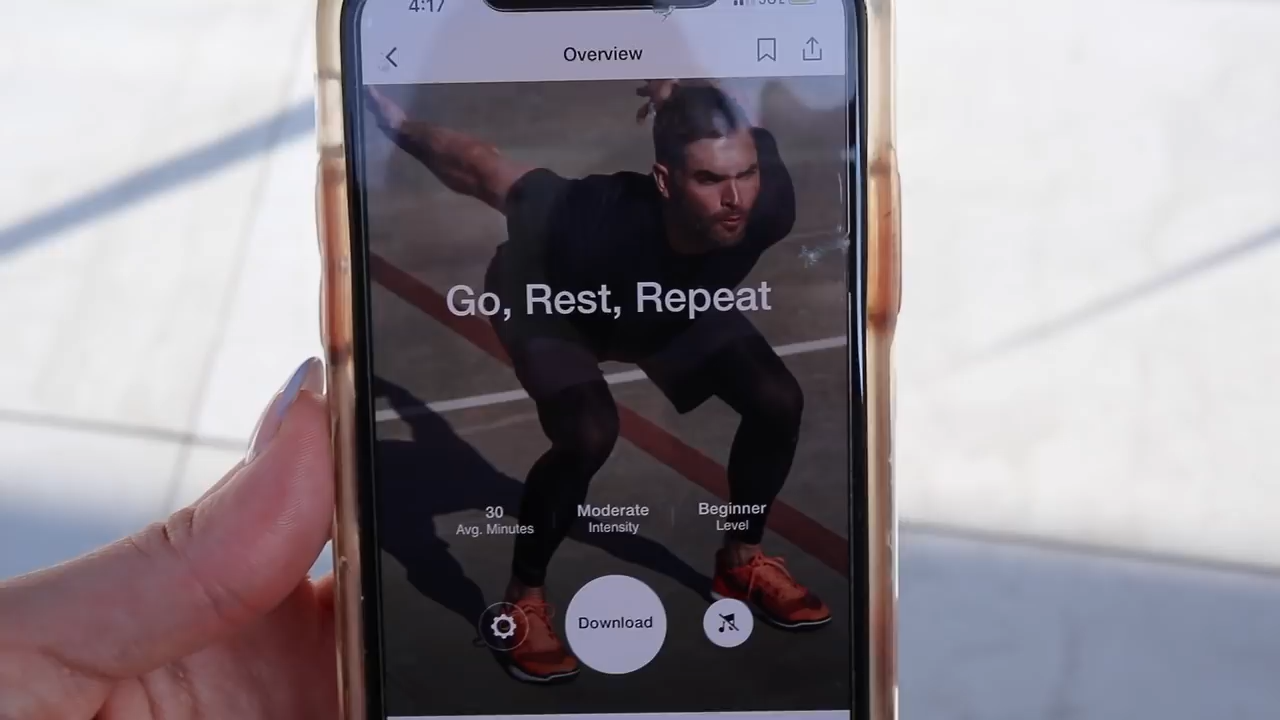 4:17
Overview
Go, Rest, Repeat
30
Avg. Minutes
Moderate
Intensity
Beginner
Level
Download